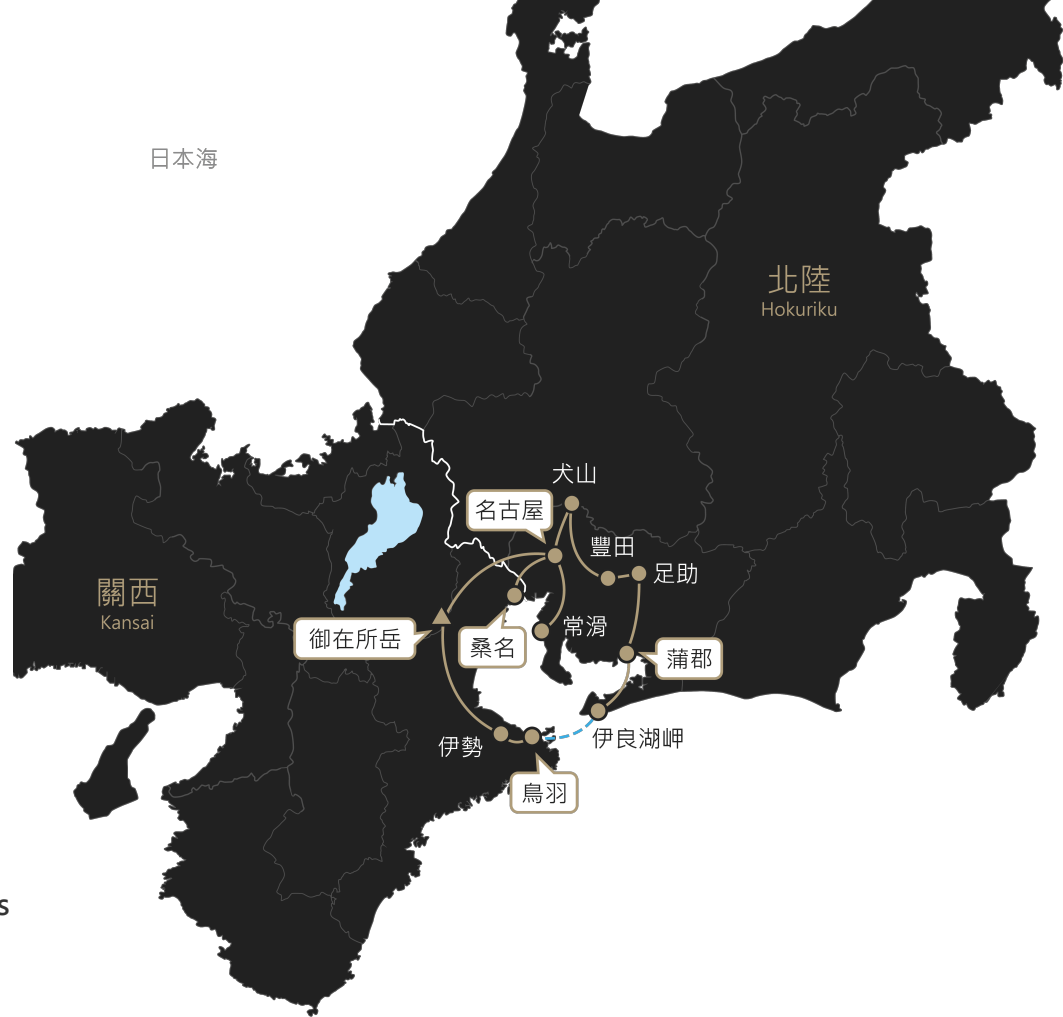 日本海
北陸
Hokuriku
犬山
名古屋
豐田
足助
關西
Kansai
御在所岳
桑名
常滑
蒲郡
伊勢
伊良湖岬
鳥羽
s